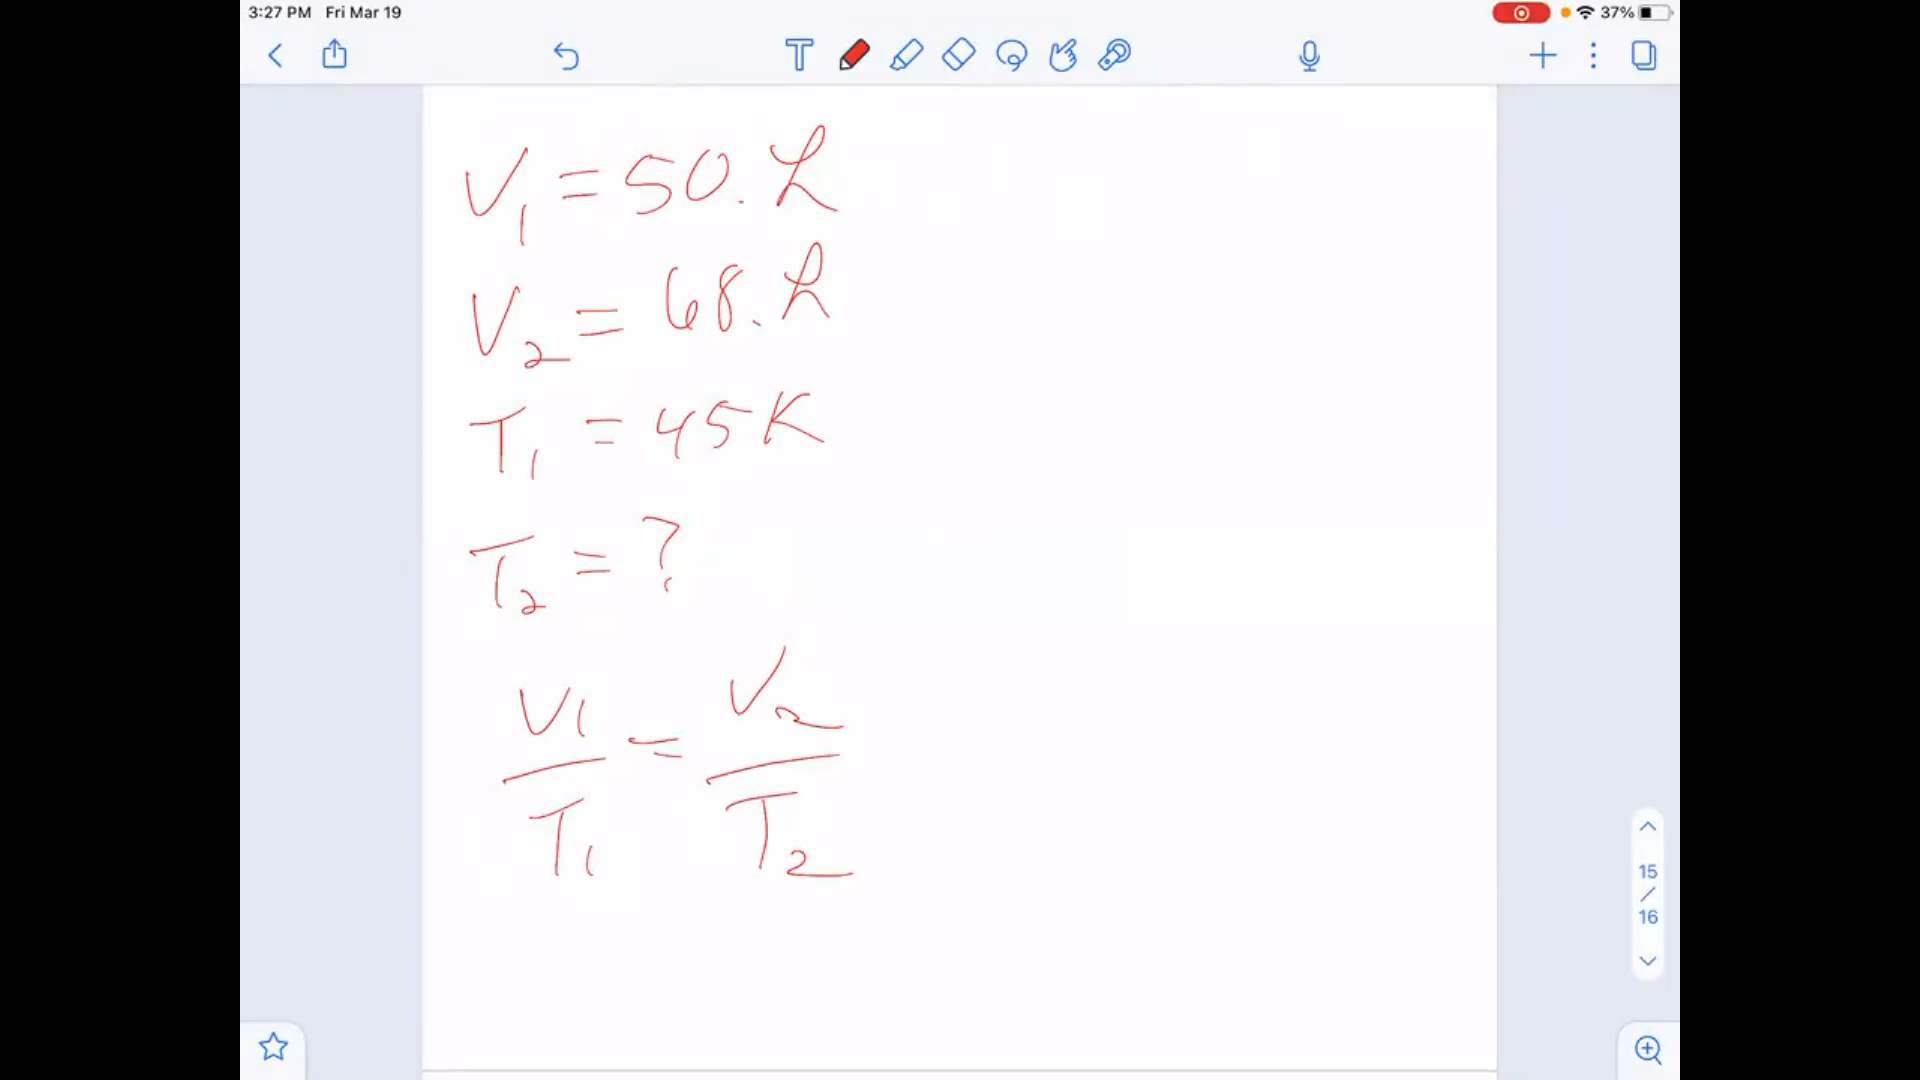 3:27 PM Fri Mar 19 37%
T
V₁ = 50. L
V₂ = 68. L
T₁ = 45 K
T₂ = ?
V₁/T₁ = V₂/T₂
15
/
16